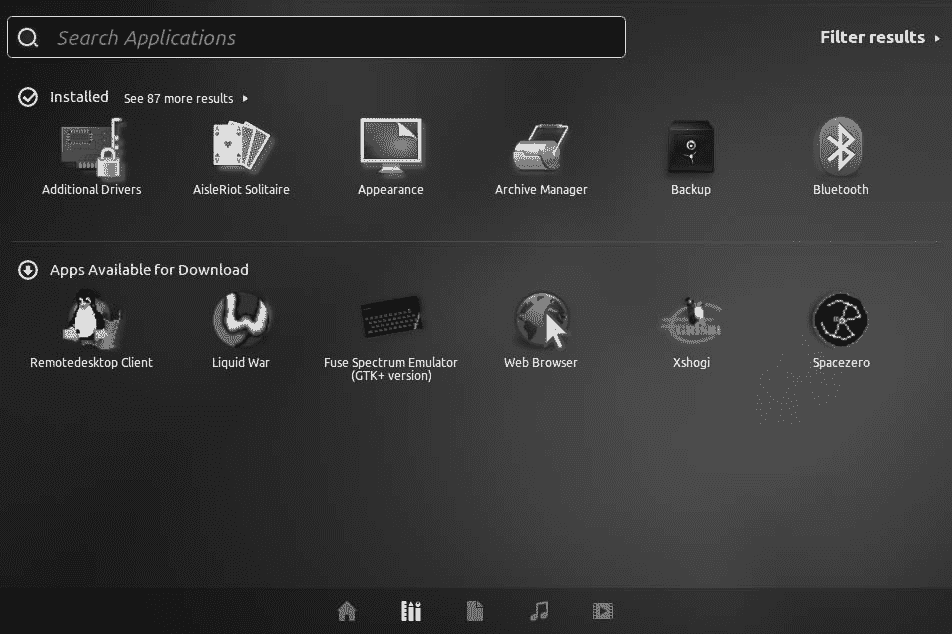 Search Applications
Filter results
Installed
See 87 more results
Additional Drivers
AisleRiot Solitaire
Appearance
Archive Manager
Backup
Bluetooth
Apps Available for Download
Remotedesktop Client
Liquid War
Fuse Spectrum Emulator
(GTK+ version)
Web Browser
Xshogi
Spacezero